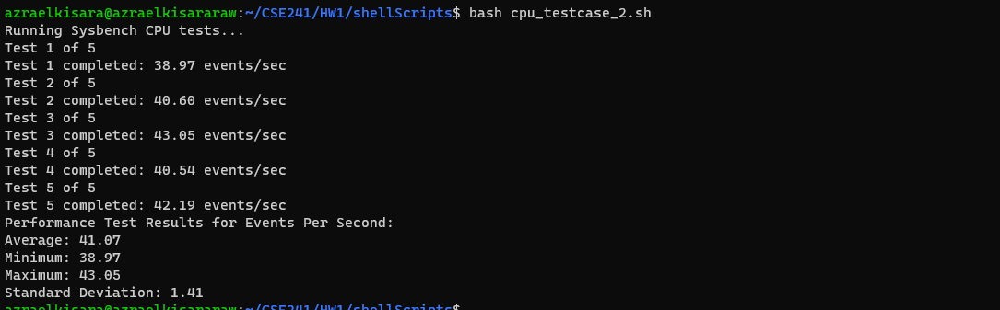 azraelkisara@azraelkisararaw:~/CSE241/HW1/shellScripts$ bash cpu_testcase_2.sh
Running Sysbench CPU tests...
Test 1 of 5
Test 1 completed: 38.97 events/sec
Test 2 of 5
Test 2 completed: 40.60 events/sec
Test 3 of 5
Test 3 completed: 43.05 events/sec
Test 4 of 5
Test 4 completed: 40.54 events/sec
Test 5 of 5
Test 5 completed: 42.19 events/sec
Performance Test Results for Events Per Second:
Average: 41.07
Minimum: 38.97
Maximum: 43.05
Standard Deviation: 1.41
azraelkisara@azraelkisararaw:~/CSE241/HW1/shellScripts$